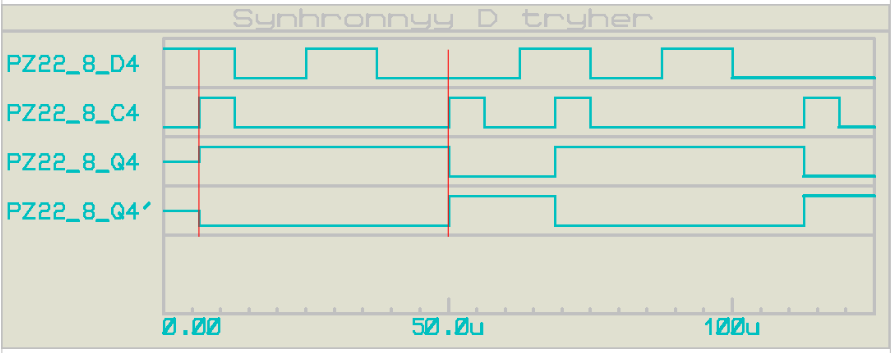 Synhronnyy D tryher
PZ22_8_D4
PZ22_8_C4
PZ22_8_Q4
PZ22_8_Q4'
0.00 50.0u 100u